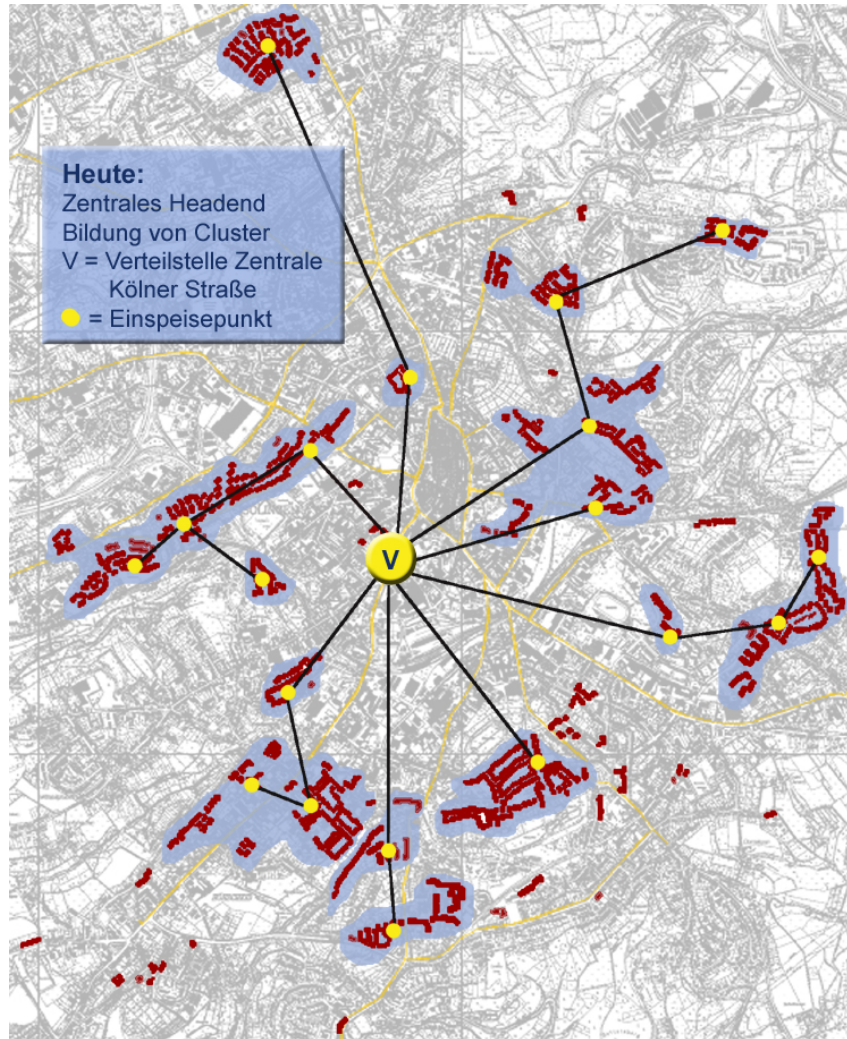 Heute:
Zentrales Headend
Bildung von Cluster
V = Verteilstelle Zentrale
Kölner Straße
= Einspeisepunkt
V